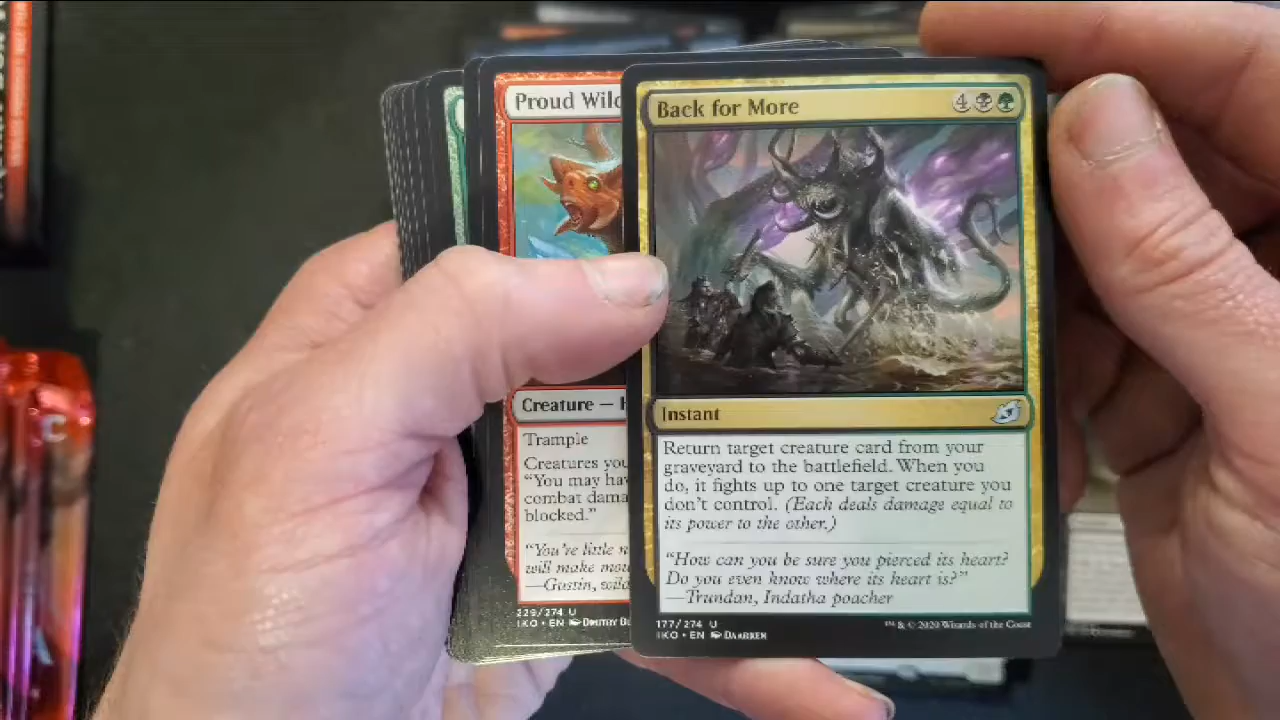 Proud Wild
Creature — H
Trample
Creatures you
"You may hav
combat dama
blocked."
"You're little n
will make mou
—Gustin, wild
229/274 U
IKO • EN
Back for More
4
Instant
Return target creature card from your
graveyard to the battlefield. When you
do, it fights up to one target creature you
don't control. (Each deals damage equal to
its power to the other.)
"How can you be sure you pierced its heart?
Do you even know where its heart is?"
—Trundan, Indatha poacher
177/274 U
IKO • EN DAARKEN
™ & © 2020 Wizards of the Coast